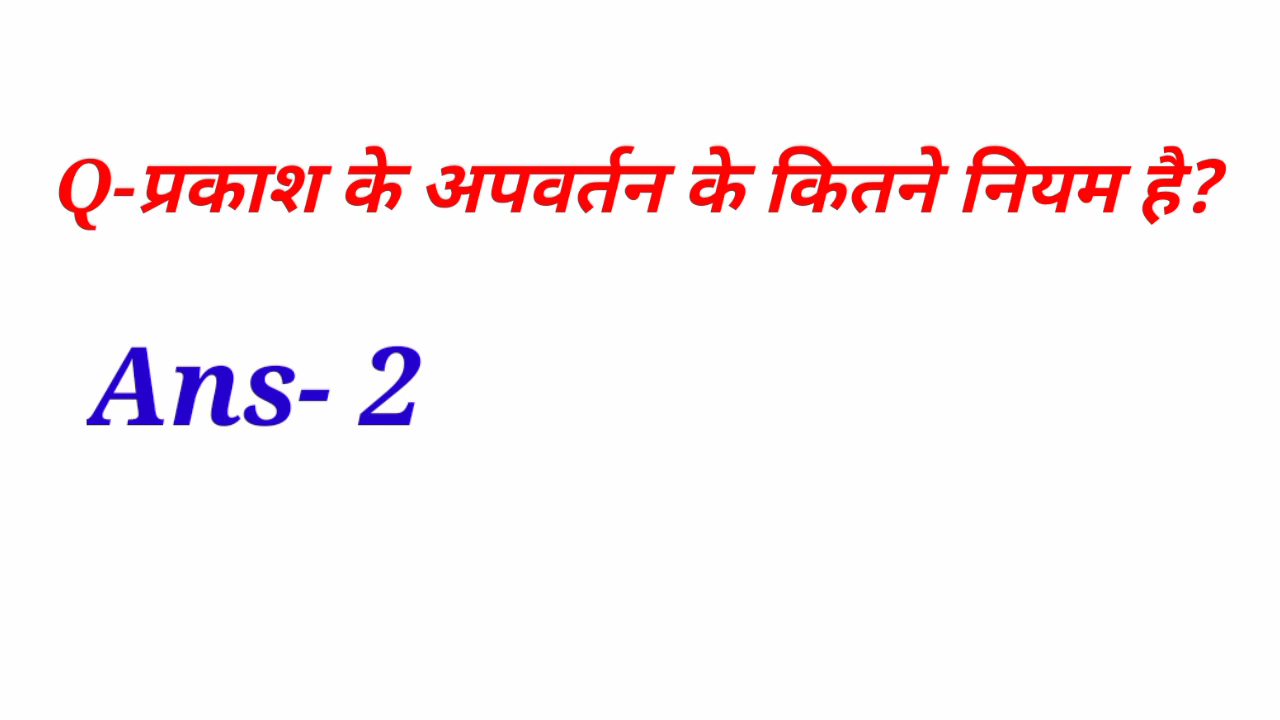 Q-प्रकाश के अपवर्तन के कितने नियम है?
Ans- 2